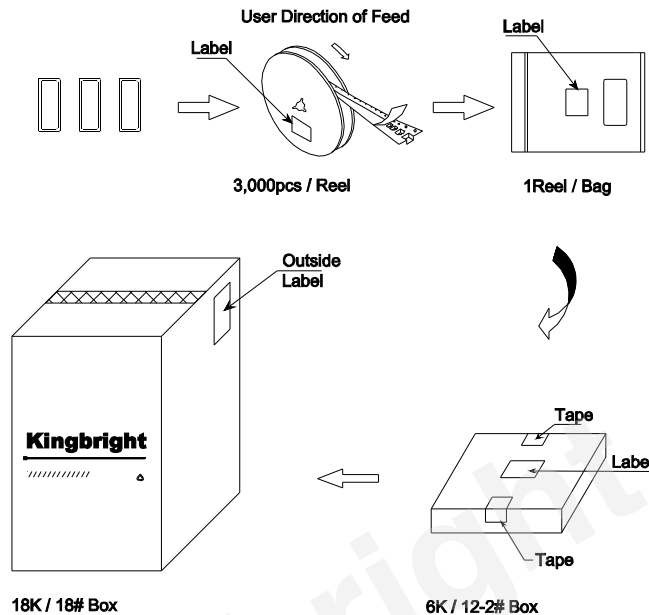 User Direction of Feed
Label
Label
3,000pcs / Reel
1Reel / Bag
Outside
Label
Kingbright
Tape
Labe
Tape
18K / 18# Box
6K / 12-2# Box
right